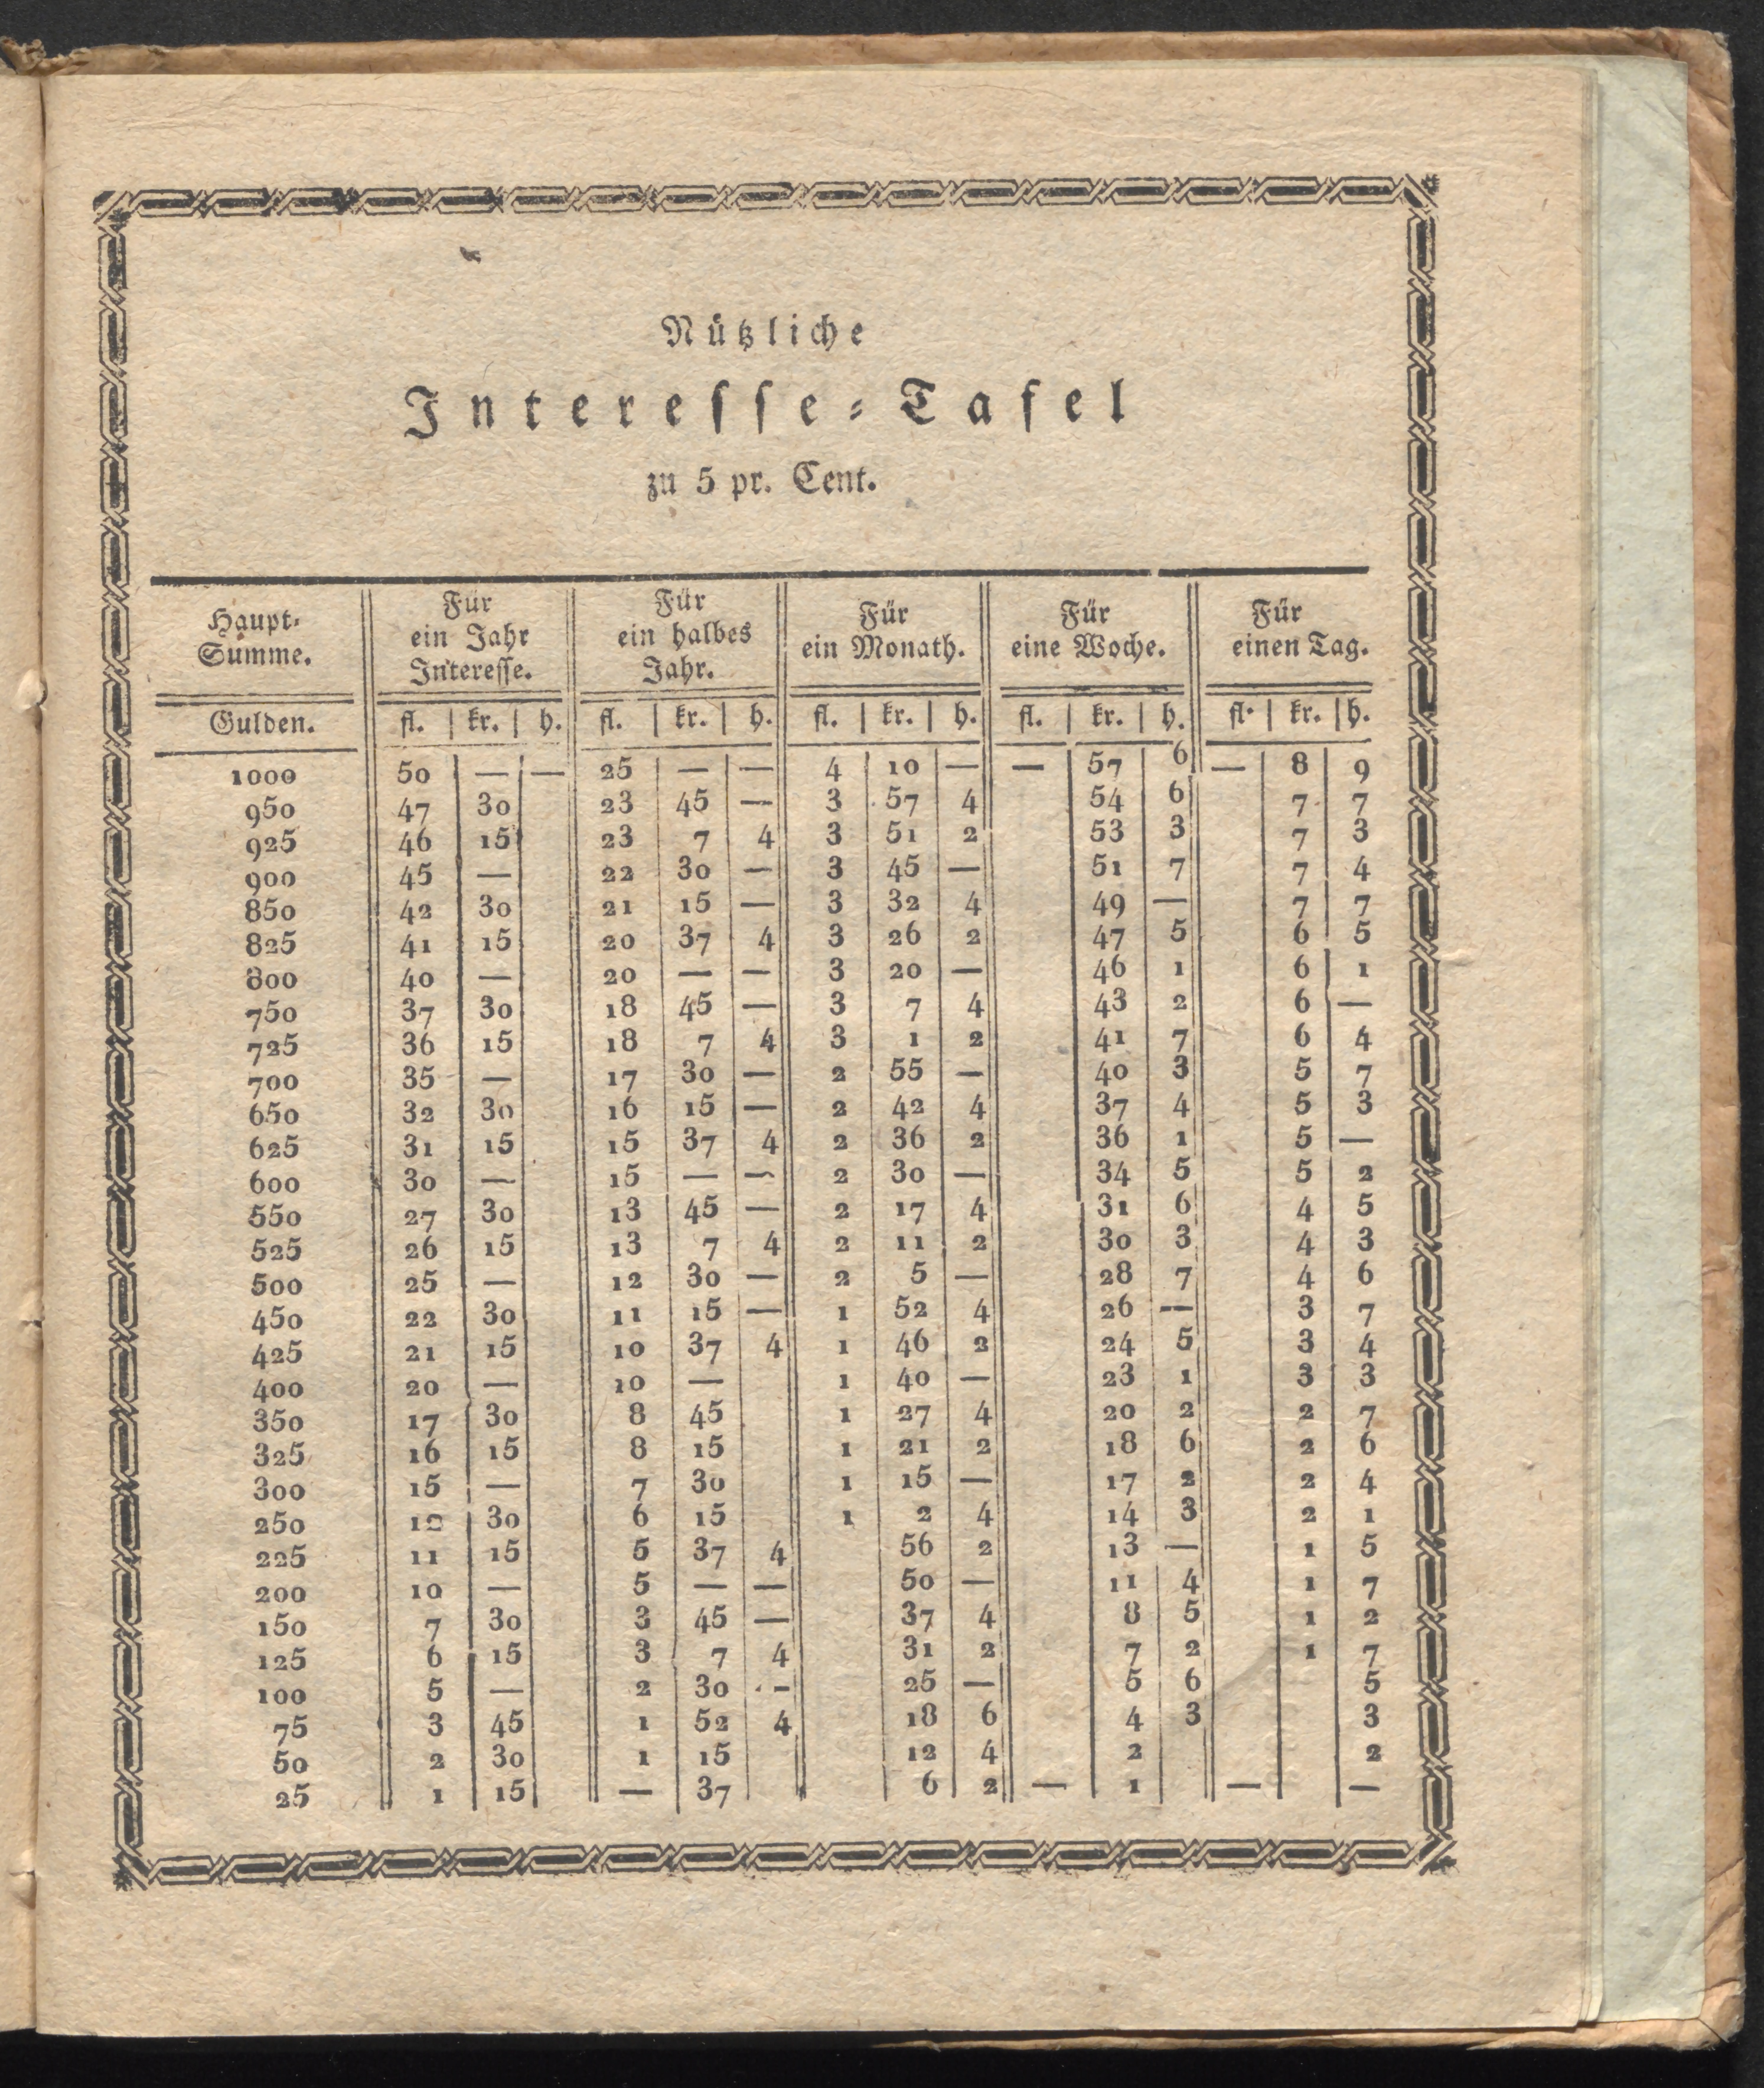 Nützliche
Interesse-Tafel
zu 5 pr. Cent.
Haupt-Summe. | Für ein Jahr Interesse. | Für ein halbes Jahr. | Für ein Monath. | Für eine Woche. | Für einen Tag.
Gulden. | fl. | kr. | h. | fl. | kr. | h. | fl. | kr. | h. | fl. | kr. | h. | fl. | kr. | h.
1000 50 — — 25 — — 4 10 — — 57 6 — 8 9
950 47 30 23 45 — 3 57 4 54 6 7 7
925 46 15 23 7 4 3 51 2 53 3 7 3
900 45 — 22 30 — 3 45 — 51 7 7 4
850 42 30 21 15 — 3 32 4 49 — 7 7
825 41 15 20 37 4 3 26 2 47 5 6 5
800 40 — 20 — — 3 20 — 46 1 6 1
750 37 30 18 45 — 3 7 4 43 2 6 —
725 36 15 18 7 4 3 1 2 41 7 6 4
700 35 — 17 30 — 2 55 — 40 3 5 7
650 32 30 16 15 — 2 42 4 37 4 5 3
625 31 15 15 37 4 2 36 2 36 1 5 —
600 30 — 15 — — 2 30 — 34 5 5 2
550 27 30 13 45 — 2 17 4 31 6 4 5
525 26 15 13 7 4 2 11 2 30 3 4 3
500 25 — 12 30 — 2 5 — 28 7 4 6
450 22 30 11 15 — 1 52 4 26 — 3 7
425 21 15 10 37 4 1 46 2 24 5 3 4
400 20 — 10 — 1 40 — 23 1 3 3
350 17 30 8 45 1 27 4 20 2 2 7
325 16 15 8 15 1 21 2 18 6 2 6
300 15 — 7 30 1 15 — 17 2 2 4
250 12 30 6 15 1 2 4 14 3 2 1
225 11 15 5 37 4 56 2 13 — 1 5
200 10 — 5 — — 50 — 11 4 1 7
150 7 30 3 45 — 37 4 8 5 1 2
125 6 15 3 7 4 31 2 7 2 1 7
100 5 — 2 30 - 25 — 5 6 5
75 3 45 1 52 4 18 6 4 3 3
50 2 30 1 15 12 4 2 2
25 1 15 — 37 6 2 — 1 — —